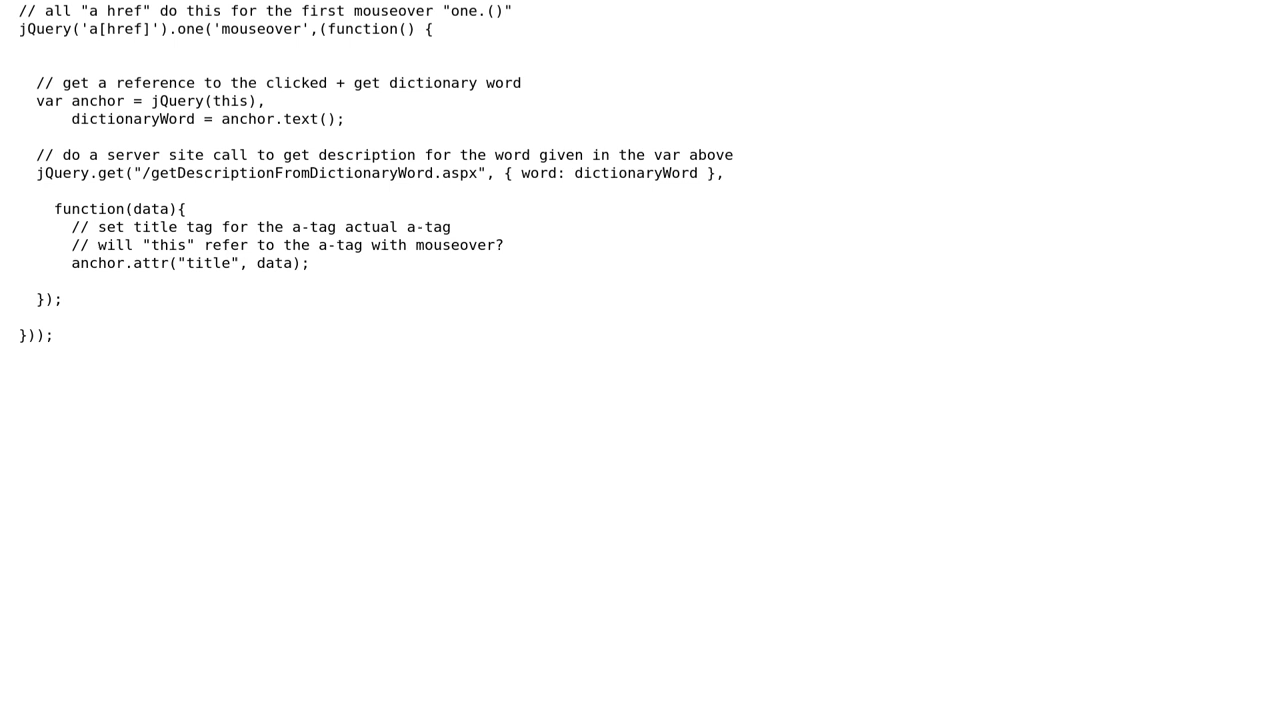 // all "a href" do this for the first mouseover "one.()"
jQuery('a[href]').one('mouseover',(function() {
// get a reference to the clicked + get dictionary word
var anchor = jQuery(this),
dictionaryWord = anchor.text();
// do a server site call to get description for the word given in the var above
jQuery.get("/getDescriptionFromDictionaryWord.aspx", { word: dictionaryWord },
function(data){
// set title tag for the a-tag actual a-tag
// will "this" refer to the a-tag with mouseover?
anchor.attr("title", data);
});
}));